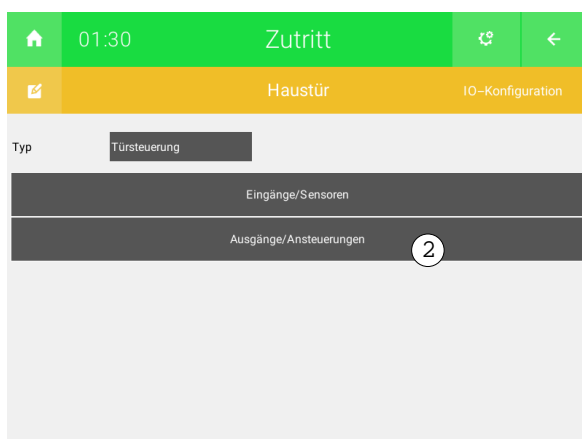 01:30 Zutritt
Haustür IO-Konfiguration
Typ Türsteuerung
Eingänge/Sensoren
Ausgänge/Ansteuerungen 2